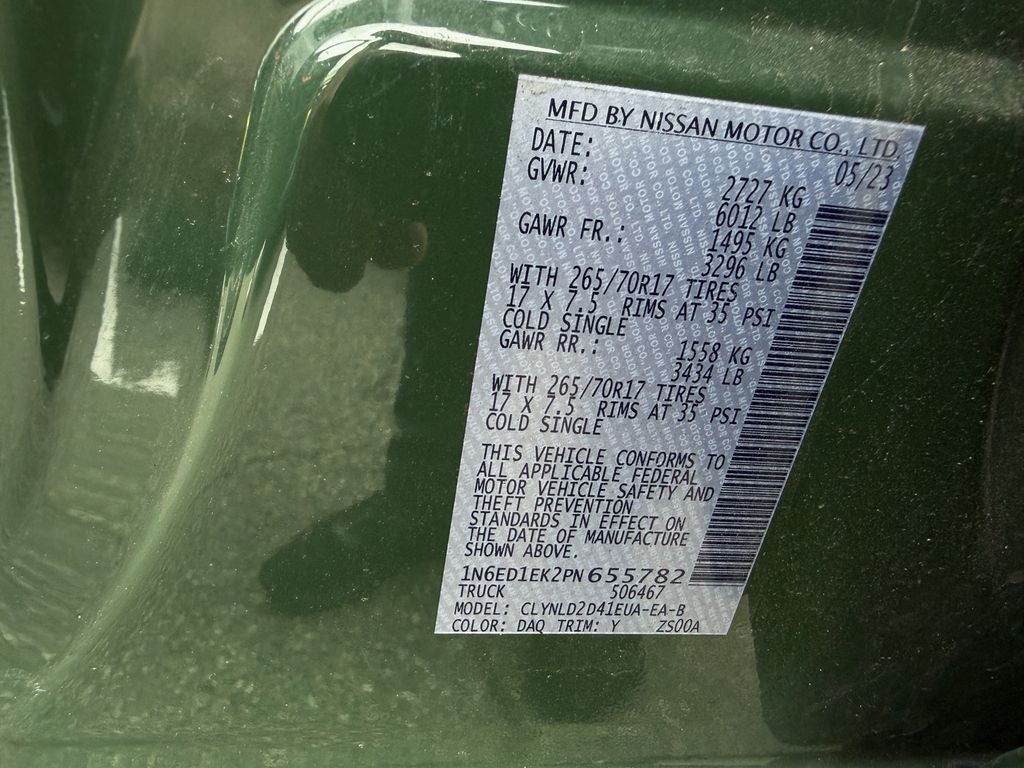 MFD BY NISSAN MOTOR CO., LTD.
DATE: 05/23
GVWR: 2727 KG
6012 LB
GAWR FR.: 1495 KG
3296 LB
WITH 265/70R17 TIRES
17 X 7.5 RIMS AT 35 PSI
COLD SINGLE
GAWR RR.: 1558 KG
3434 LB
WITH 265/70R17 TIRES
17 X 7.5 RIMS AT 35 PSI
COLD SINGLE
THIS VEHICLE CONFORMS TO
ALL APPLICABLE FEDERAL
MOTOR VEHICLE SAFETY AND
THEFT PREVENTION
STANDARDS IN EFFECT ON
THE DATE OF MANUFACTURE
SHOWN ABOVE.
1N6ED1EK2PN655782
TRUCK 506467
MODEL: CLYNLD2D41EUA-EA-B
COLOR: DAQ TRIM: Y ZS00A